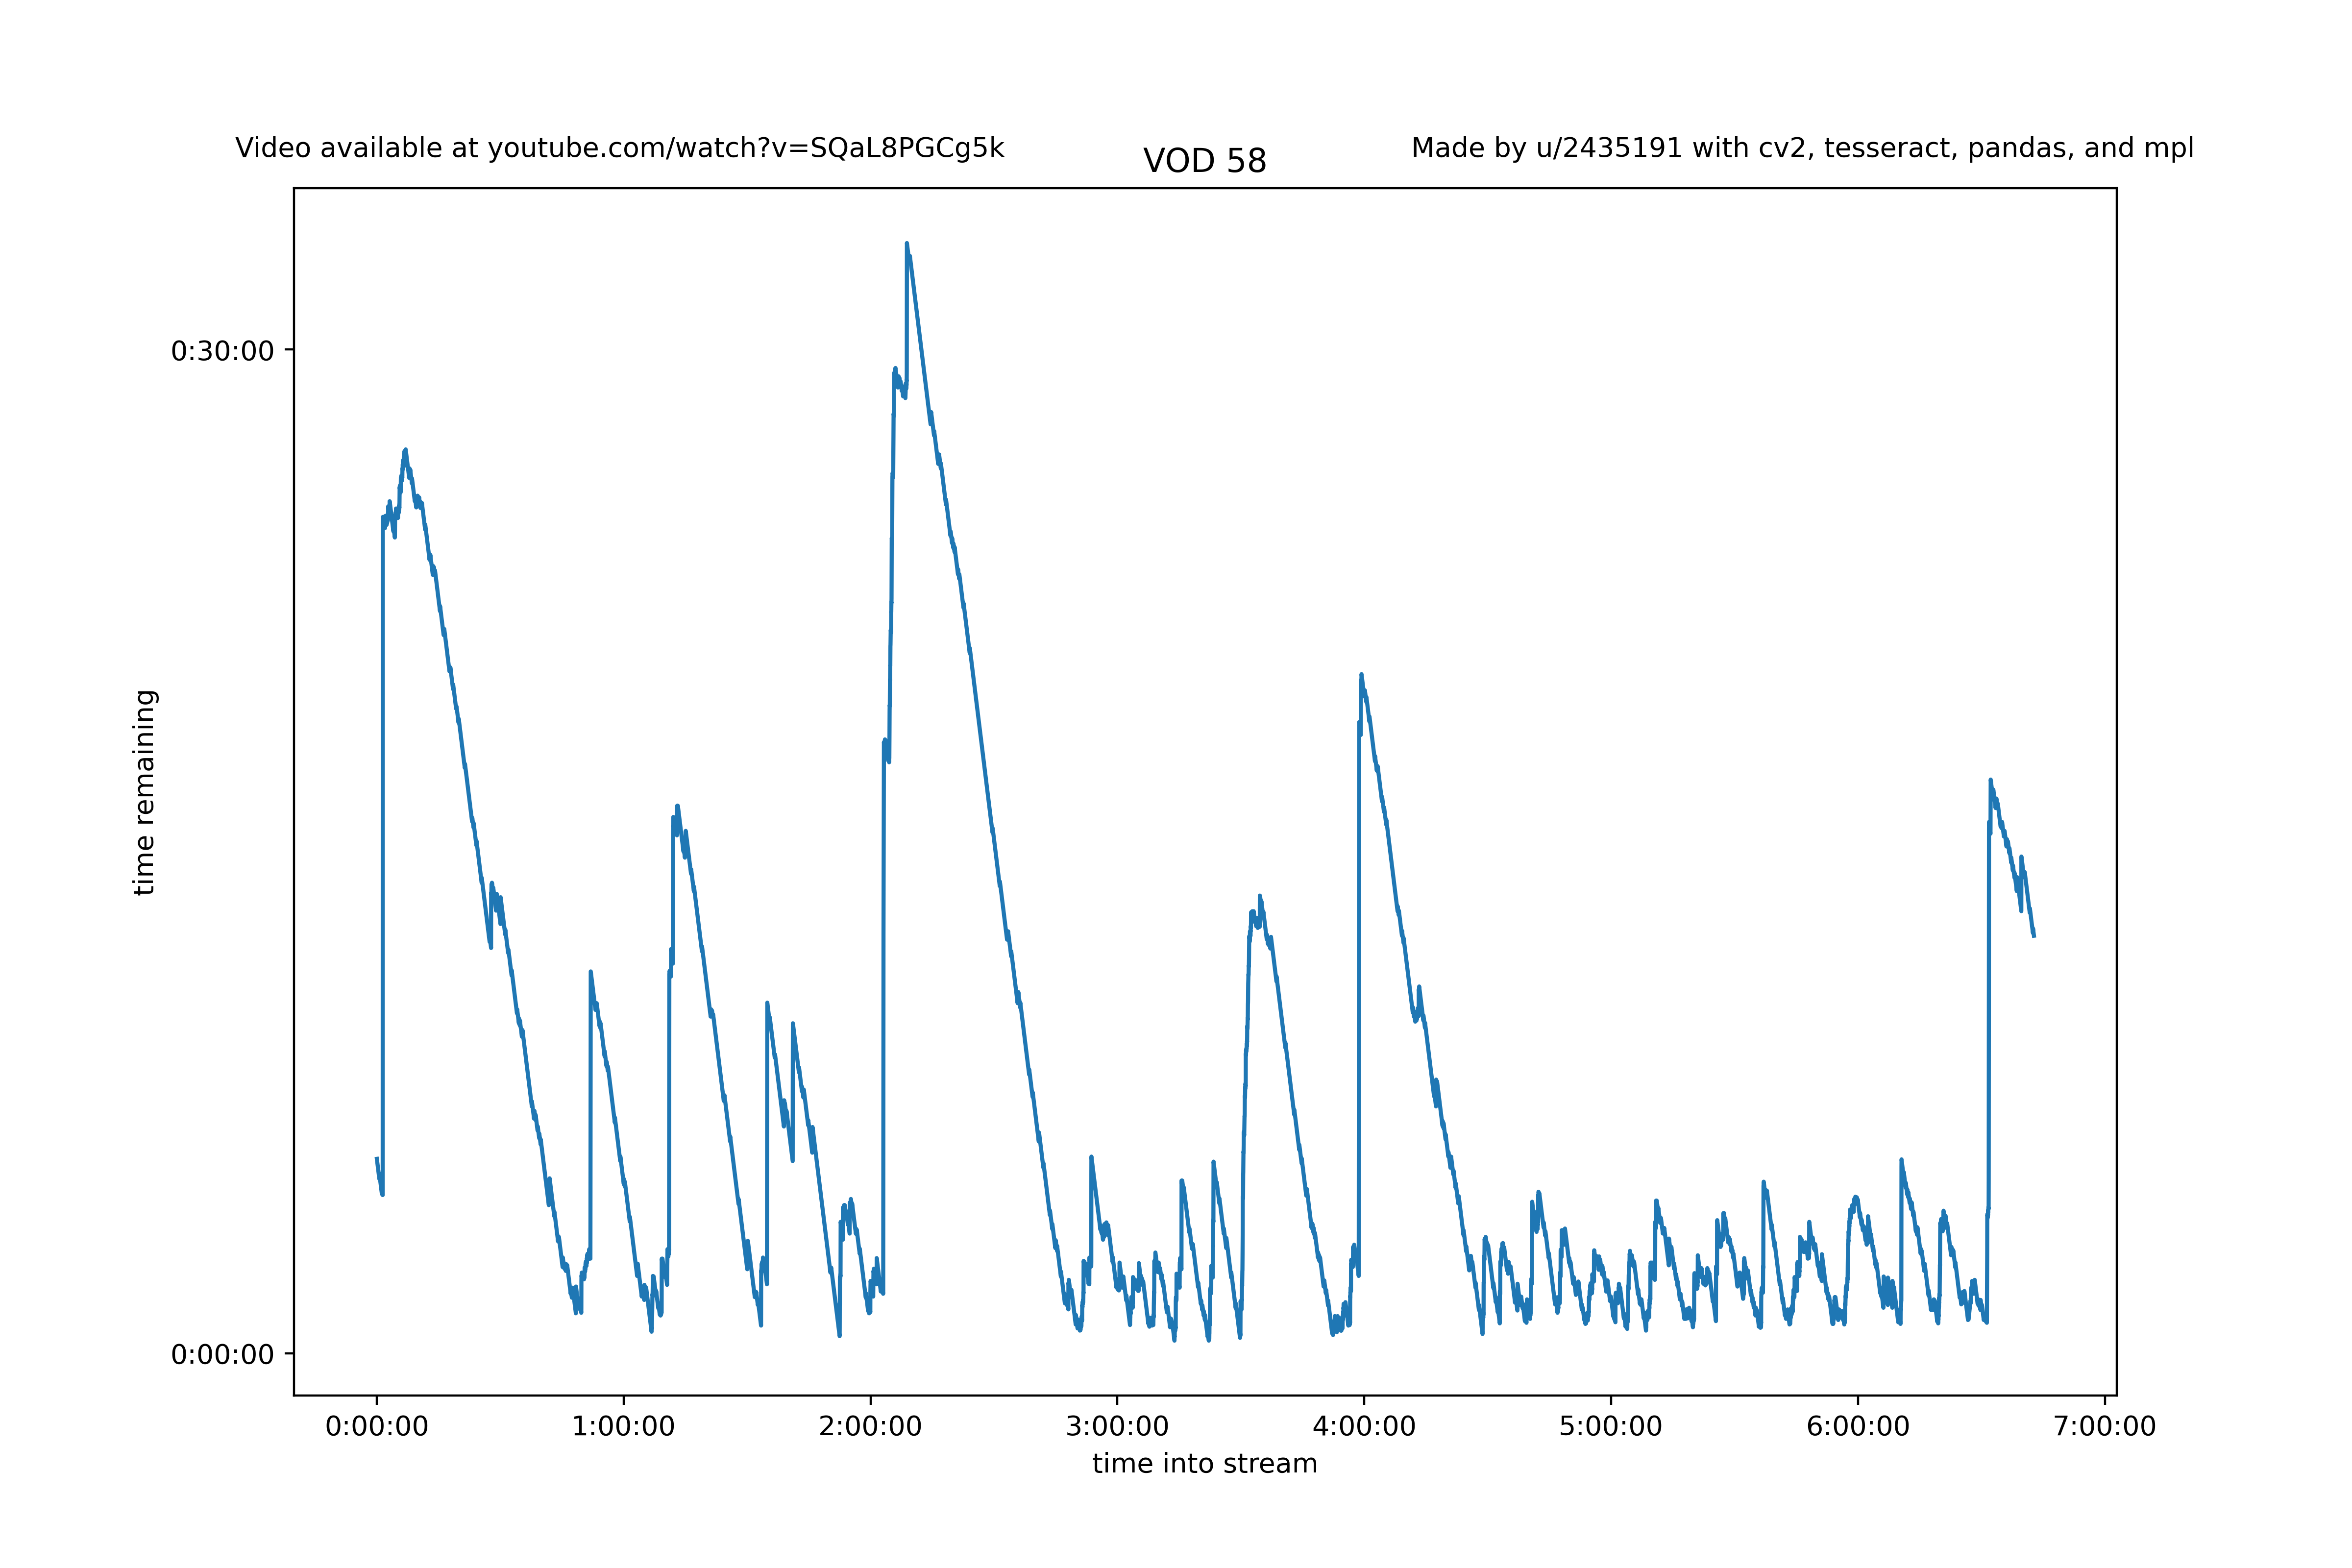 Video available at youtube.com/watch?v=SQaL8PGCg5k
VOD 58
Made by u/2435191 with cv2, tesseract, pandas, and mpl
0:30:00
time remaining
0:00:00
0:00:00 1:00:00 2:00:00 3:00:00 4:00:00 5:00:00 6:00:00 7:00:00
time into stream